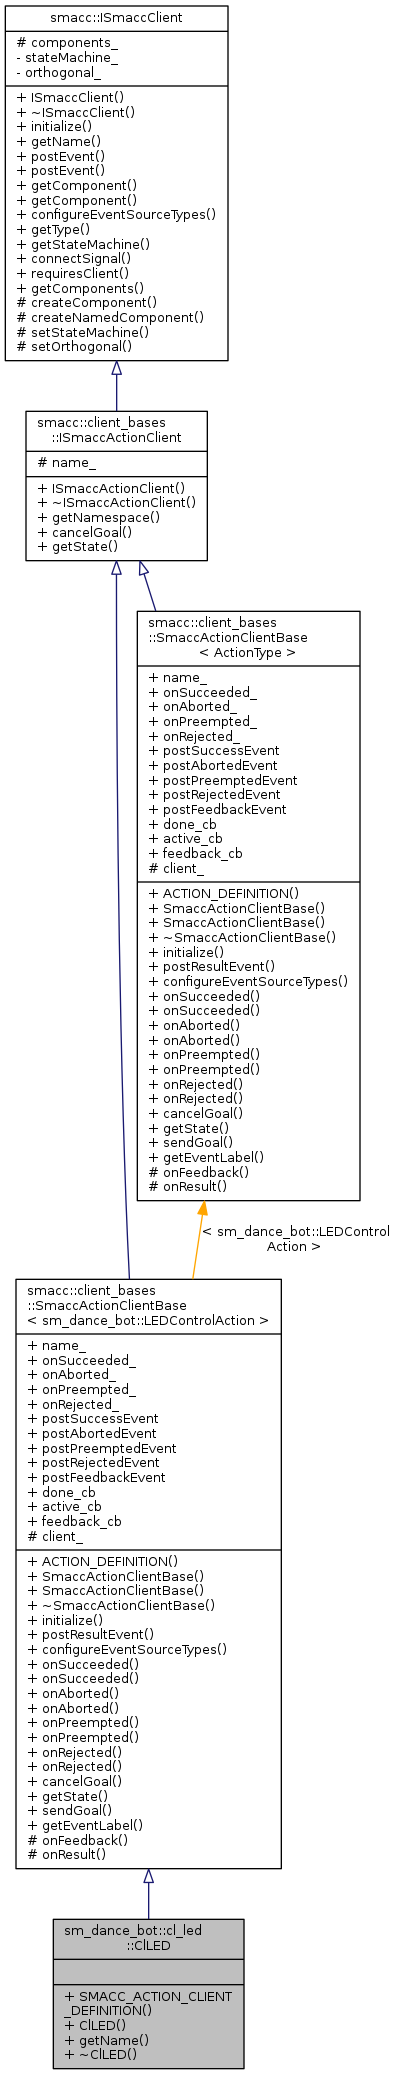 smacc::ISmaccClient
# components_
- stateMachine_
- orthogonal_
+ ISmaccClient()
+ ~ISmaccClient()
+ initialize()
+ getName()
+ postEvent()
+ postEvent()
+ getComponent()
+ getComponent()
+ configureEventSourceTypes()
+ getType()
+ getStateMachine()
+ connectSignal()
+ requiresClient()
+ getComponents()
# createComponent()
# createNamedComponent()
# setStateMachine()
# setOrthogonal()
smacc::client_bases
::ISmaccActionClient
# name_
+ ISmaccActionClient()
+ ~ISmaccActionClient()
+ getNamespace()
+ cancelGoal()
+ getState()
smacc::client_bases
::SmaccActionClientBase
< ActionType >
+ name_
+ onSucceeded_
+ onAborted_
+ onPreempted_
+ onRejected_
+ postSuccessEvent
+ postAbortedEvent
+ postPreemptedEvent
+ postRejectedEvent
+ postFeedbackEvent
+ done_cb
+ active_cb
+ feedback_cb
# client_
+ ACTION_DEFINITION()
+ SmaccActionClientBase()
+ SmaccActionClientBase()
+ ~SmaccActionClientBase()
+ initialize()
+ postResultEvent()
+ configureEventSourceTypes()
+ onSucceeded()
+ onSucceeded()
+ onAborted()
+ onAborted()
+ onPreempted()
+ onPreempted()
+ onRejected()
+ onRejected()
+ cancelGoal()
+ getState()
+ sendGoal()
+ getEventLabel()
# onFeedback()
# onResult()
< sm_dance_bot::LEDControl
Action >
smacc::client_bases
::SmaccActionClientBase
< sm_dance_bot::LEDControlAction >
+ name_
+ onSucceeded_
+ onAborted_
+ onPreempted_
+ onRejected_
+ postSuccessEvent
+ postAbortedEvent
+ postPreemptedEvent
+ postRejectedEvent
+ postFeedbackEvent
+ done_cb
+ active_cb
+ feedback_cb
# client_
+ ACTION_DEFINITION()
+ SmaccActionClientBase()
+ SmaccActionClientBase()
+ ~SmaccActionClientBase()
+ initialize()
+ postResultEvent()
+ configureEventSourceTypes()
+ onSucceeded()
+ onSucceeded()
+ onAborted()
+ onAborted()
+ onPreempted()
+ onPreempted()
+ onRejected()
+ onRejected()
+ cancelGoal()
+ getState()
+ sendGoal()
+ getEventLabel()
# onFeedback()
# onResult()
sm_dance_bot::cl_led
::ClLED
+ SMACC_ACTION_CLIENT
_DEFINITION()
+ ClLED()
+ getName()
+ ~ClLED()